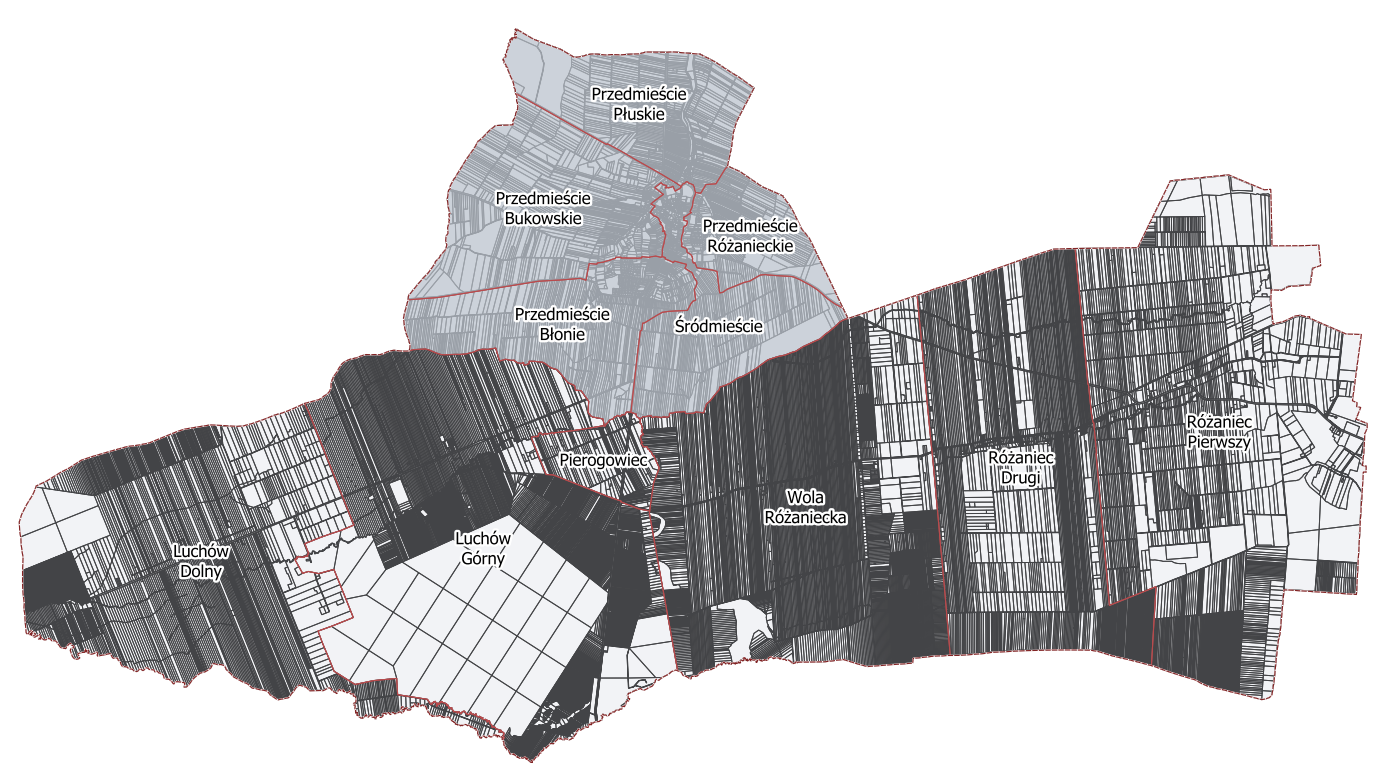 Przedmieście
Płuskie
Przedmieście
Bukowskie
Przedmieście
Różanieckie
Przedmieście
Błonie
Śródmieście
Różaniec
Pierwszy
Pierogowiec
Różaniec
Drugi
Wola
Różaniecka
Luchów
Górny
Luchów
Dolny